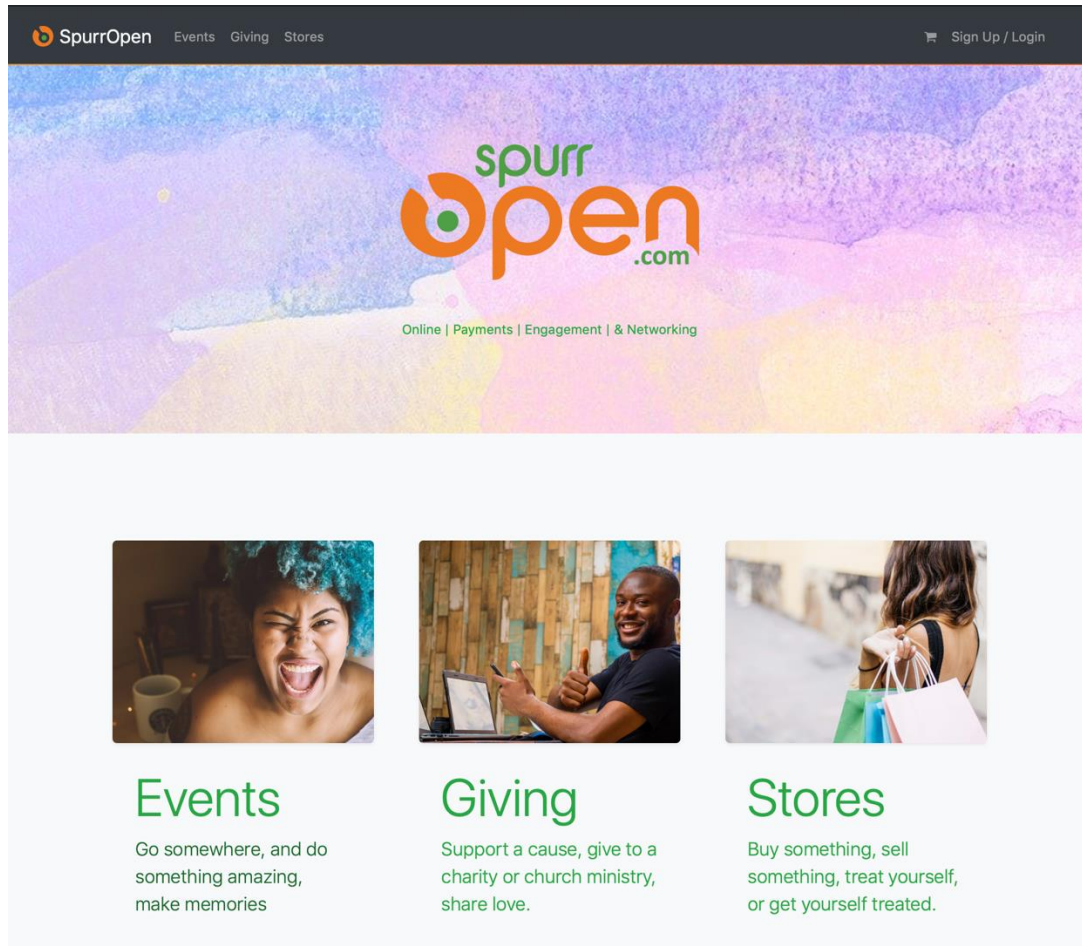 SpurrOpen Events Giving Stores Sign Up / Login
spurr
open
.com
Online | Payments | Engagement | & Networking
Events
Go somewhere, and do
something amazing,
make memories
Giving
Support a cause, give to a
charity or church ministry,
share love.
Stores
Buy something, sell
something, treat yourself,
or get yourself treated.